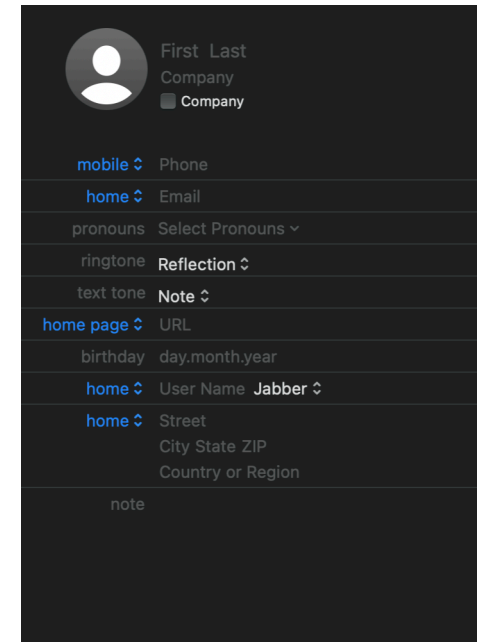 First Last
Company
Company
mobile Phone
home Email
pronouns Select Pronouns
ringtone Reflection
text tone Note
home page URL
birthday day.month.year
home User Name Jabber
home Street
City State ZIP
Country or Region
note